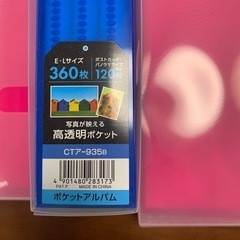 E・Lサイズ
360枚
ポストカード・
パノラマサイズ
120枚
写真が映える
高透明ポケット
CTア-935B
4 901480 283173
PAT.P. MADE IN CHINA
ポケットアルバム